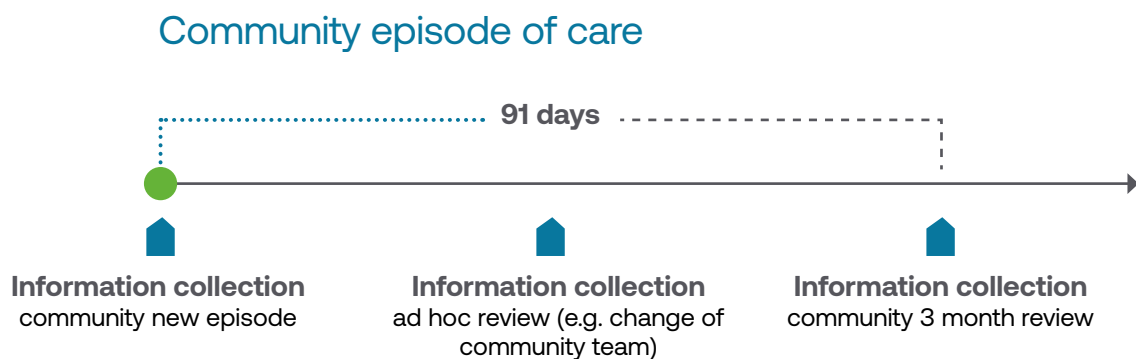 Community episode of care
91 days
Information collection
community new episode
Information collection
ad hoc review (e.g. change of
community team)
Information collection
community 3 month review